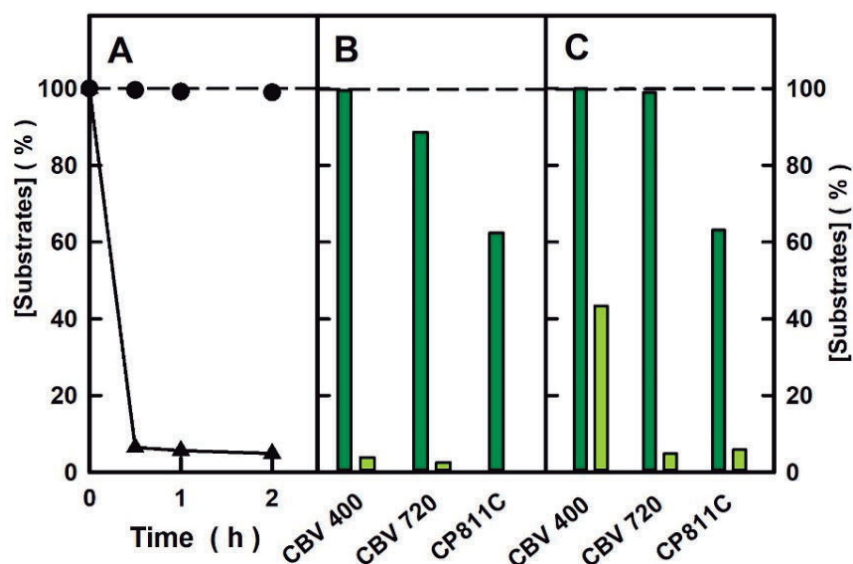 A
B
C
[Substrates] ( % )
100
80
60
40
20
0
0
1
2
Time ( h )
CBV 400
CBV 720
CP811C
CBV 400
CBV 720
CP811C
100
80
60
40
20
0
[Substrates] ( % )